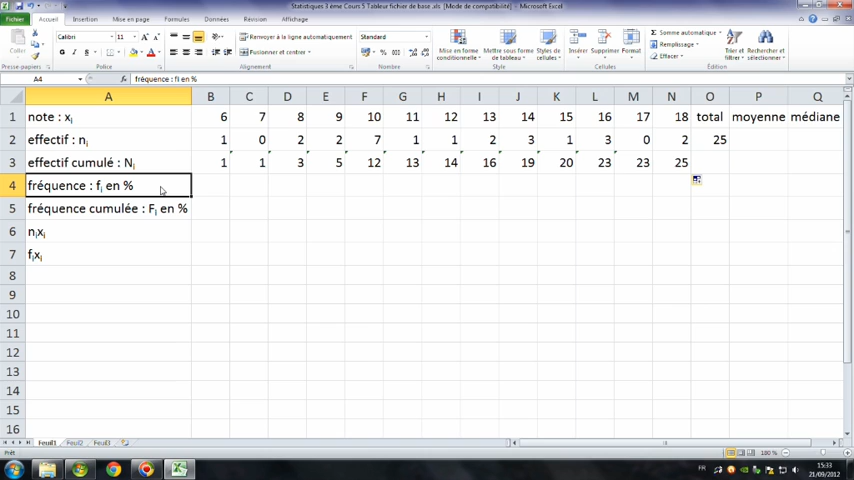 Statistiques 3 ème Cours 5 Tableur fichier de base .xls [Mode de compatibilité] - Microsoft Excel
Fichier Accueil Insertion Mise en page Formules Données Révision Affichage
Calibri 11 Renvoyer à la ligne automatiquement Standard Somme automatique
Coller G I S Fusionner et centrer % 000 Mise en forme conditionnelle Mettre sous forme de tableau Styles de cellules Insérer Supprimer Format Remplissage Effacer Trier et filtrer Rechercher et sélectionner
Presse-papiers Police Alignement Nombre Style Cellules Édition
A4 fx fréquence : fi en %
A B C D E F G H I J K L M N O P Q
1 note : xi 6 7 8 9 10 11 12 13 14 15 16 17 18 total moyenne médiane
2 effectif : ni 1 0 2 2 7 1 1 2 3 1 3 0 2 25
3 effectif cumulé : Ni 1 1 3 5 12 13 14 16 19 20 23 23 25
4 fréquence : fi en %
5 fréquence cumulée : Fi en %
6 nixi
7 fixi
8
9
10
11
12
13
14
15
16
Feuil1 Feuil2 Feuil3
Prêt 100 %
FR 15:33
21/09/2012